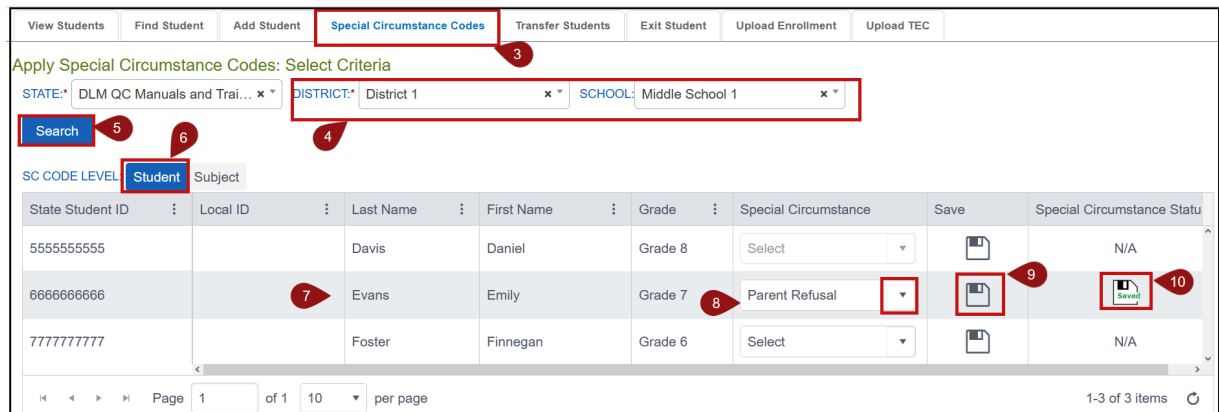 View Students Find Student Add Student Special Circumstance Codes Transfer Students Exit Student Upload Enrollment Upload TEC
3
Apply Special Circumstance Codes: Select Criteria
STATE:* DLM QC Manuals and Trai... × DISTRICT:* District 1 × SCHOOL: Middle School 1 ×
Search 5
6 4
SC CODE LEVEL: Student Subject
State Student ID Local ID Last Name First Name Grade Special Circumstance Save Special Circumstance Statu
5555555555 Davis Daniel Grade 8 Select N/A
6666666666 7 Evans Emily Grade 7 8 Parent Refusal 9 Saved 10
7777777777 Foster Finnegan Grade 6 Select N/A
Page 1 of 1 10 per page 1-3 of 3 items